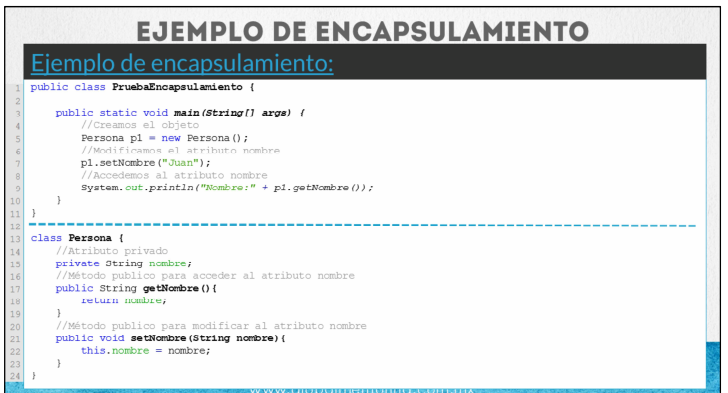 EJEMPLO DE ENCAPSULAMIENTO
Ejemplo de encapsulamiento:
1 public class PruebaEncapsulamiento {
2
3 public static void main(String[] args) {
4 //Creamos el objeto
5 Persona p1 = new Persona();
6 //Modificamos el atributo nombre
7 p1.setNombre("Juan");
8 //Accedemos al atributo nombre
9 System.out.println("Nombre:" + p1.getNombre());
10 }
11 }
12
13 class Persona {
14 //Atributo privado
15 private String nombre;
16 //Método publico para acceder al atributo nombre
17 public String getNombre(){
18 return nombre;
19 }
20 //Método publico para modificar al atributo nombre
21 public void setNombre(String nombre){
22 this.nombre = nombre;
23 }
24 }